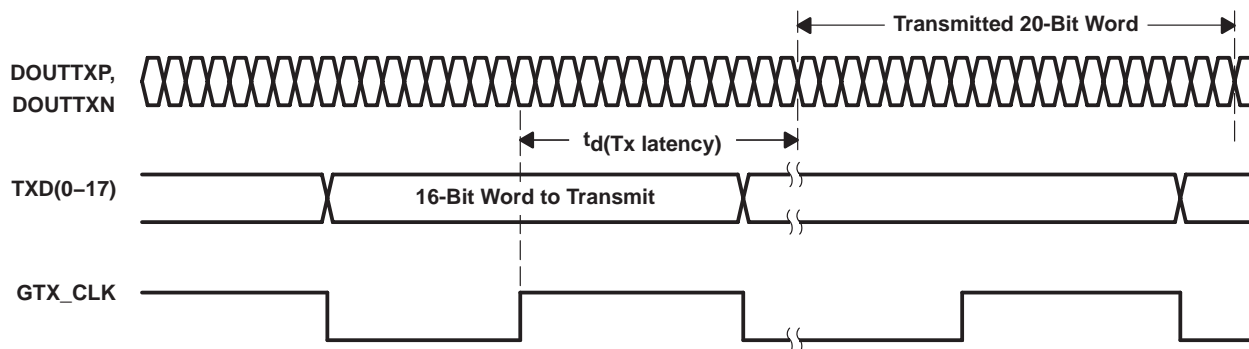 Transmitted 20-Bit Word
DOUTTXP,
DOUTTXN
td(Tx latency)
TXD(0–17)
16-Bit Word to Transmit
GTX_CLK